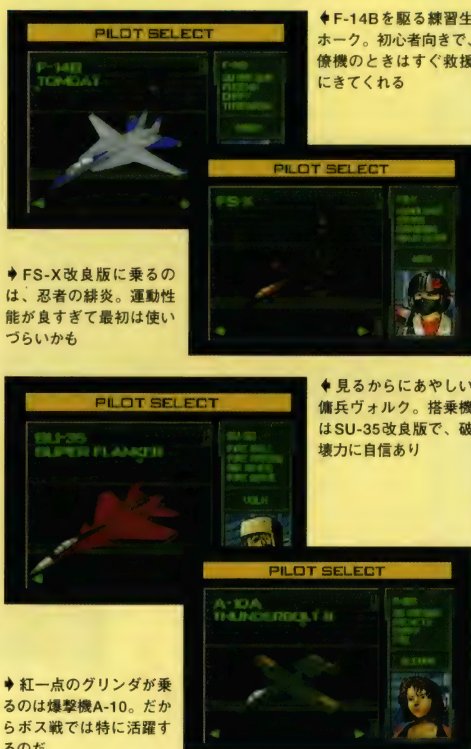 PILOT SELECT
F-14B
TOMCAT
F-14Bを駆る練習生
ホーク。初心者向きで、
僚機のときはすぐ救援
にきてくれる
PILOT SELECT
FS-X
FS-X改良版に乗るの
は、忍者の緋炎。運動性
能が良すぎて最初は使い
づらいかも
PILOT SELECT
SU-35
SUPER FLANKER
VOLK
見るからにあやしい
傭兵ヴォルク。搭乗機
はSU-35改良版で、破
壊力に自信あり
PILOT SELECT
A-10A
THUNDERBOLT II
紅一点のグリンダが乗
るのは爆撃機A-10。だか
らボス戦では特に活躍す
るのだ